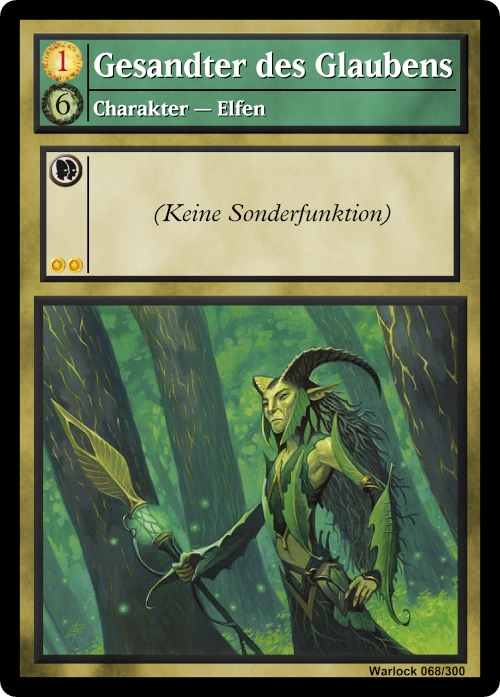 1
Gesandter des Glaubens
6
Charakter — Elfen
(Keine Sonderfunktion)
Warlock 068/300